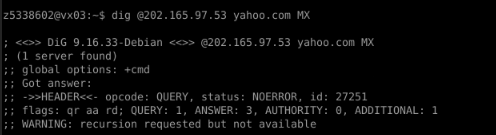 z5338602@vx03:~$ dig @202.165.97.53 yahoo.com MX
; <<>> DiG 9.16.33-Debian <<>> @202.165.97.53 yahoo.com MX
; (1 server found)
;; global options: +cmd
;; Got answer:
;; ->>HEADER<<- opcode: QUERY, status: NOERROR, id: 27251
;; flags: qr aa rd; QUERY: 1, ANSWER: 3, AUTHORITY: 0, ADDITIONAL: 1
;; WARNING: recursion requested but not available